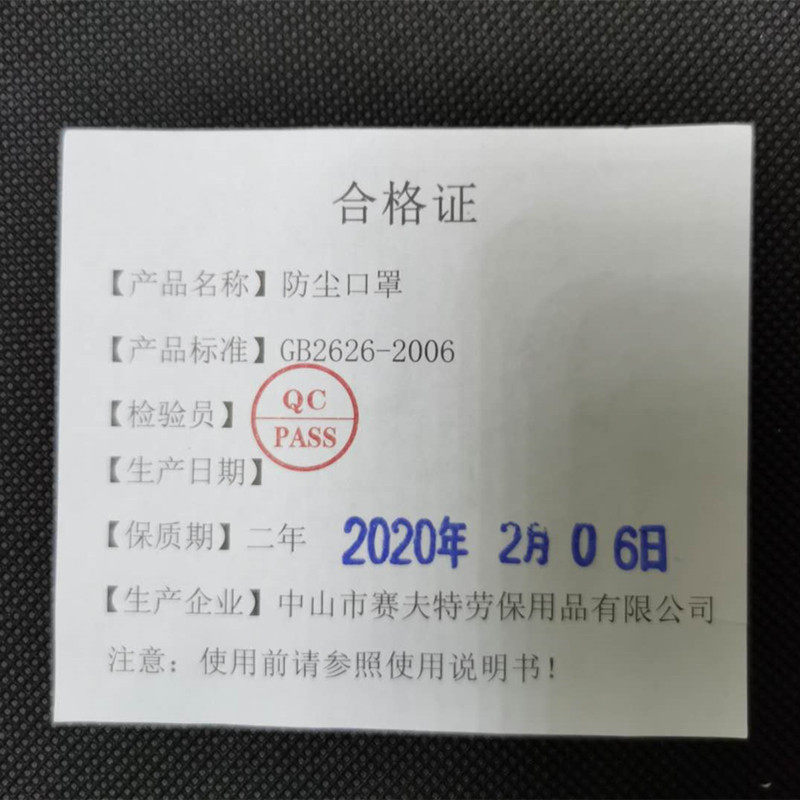 合格证
【产品名称】防尘口罩
【产品标准】GB2626-2006
【检验员】
QC
PASS
【生产日期】
【保质期】二年 2020年 2月 06日
【生产企业】中山市赛夫特劳保用品有限公司
注意：使用前请参照使用说明书！